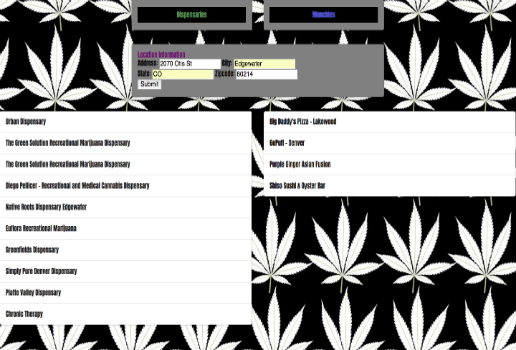 Dispensaries
Munchies
Location Information
Address: 2070 Otis St City: Edgewater
State: CO Zipcode: 80214
Submit
Urban Dispensary
The Green Solution Recreational Marijuana Dispensary
The Green Solution Recreational Marijuana Dispensary
Diego Pellicer - Recreational and Medical Cannabis Dispensary
Native Roots Dispensary Edgewater
Euflora Recreational Marijuana
Greenfields Dispensary
Simply Pure Denver Dispensary
Platte Valley Dispensary
Chronic Therapy
Big Daddy's Pizza - Lakewood
GoPuff - Denver
Purple Ginger Asian Fusion
Shiso Sushi & Oyster Bar